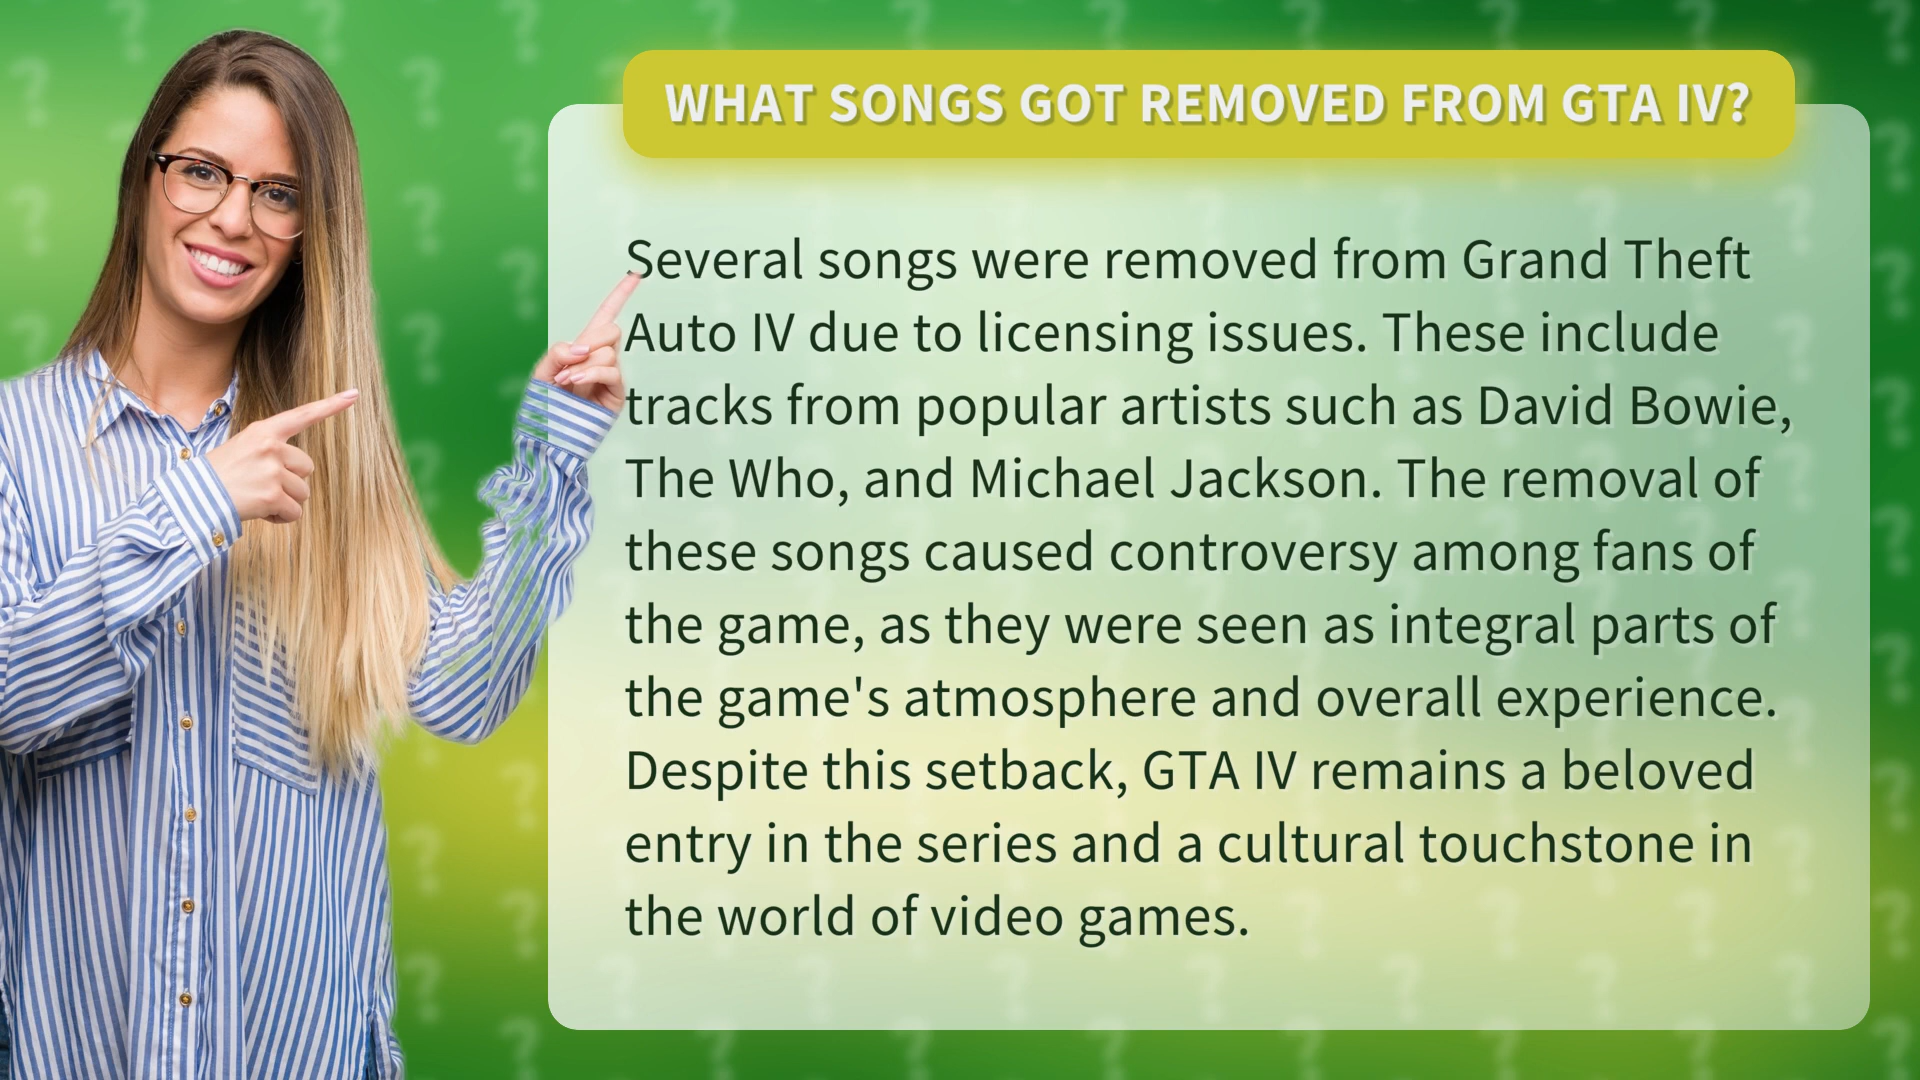 WHAT SONGS GOT REMOVED FROM GTA IV?
Several songs were removed from Grand Theft
Auto IV due to licensing issues. These include
tracks from popular artists such as David Bowie,
The Who, and Michael Jackson. The removal of
these songs caused controversy among fans of
the game, as they were seen as integral parts of
the game's atmosphere and overall experience.
Despite this setback, GTA IV remains a beloved
entry in the series and a cultural touchstone in
the world of video games.